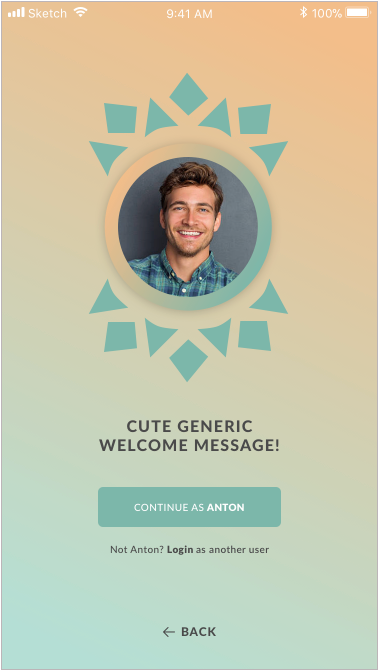 Sketch 9:41 AM 100%
CUTE GENERIC
WELCOME MESSAGE!
CONTINUE AS ANTON
Not Anton? Login as another user
← BACK